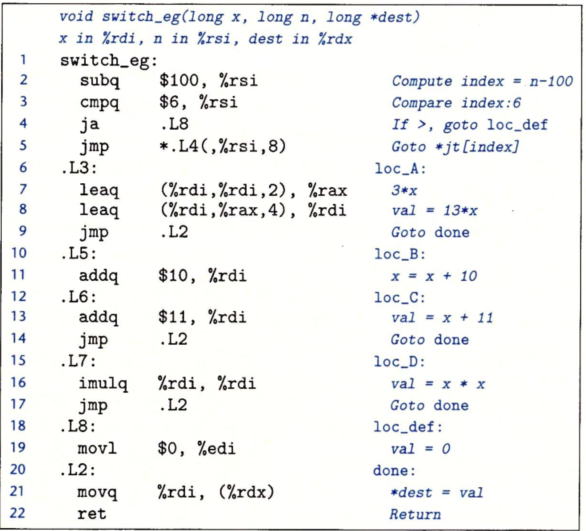 void switch_eg(long x, long n, long *dest)
x in %rdi, n in %rsi, dest in %rdx
1 switch_eg:
2 subq $100, %rsi Compute index = n-100
3 cmpq $6, %rsi Compare index:6
4 ja .L8 If >, goto loc_def
5 jmp *.L4(,%rsi,8) Goto *jt[index]
6 .L3: loc_A:
7 leaq (%rdi,%rdi,2), %rax 3*x
8 leaq (%rdi,%rax,4), %rdi val = 13*x
9 jmp .L2 Goto done
10 .L5: loc_B:
11 addq $10, %rdi x = x + 10
12 .L6: loc_C:
13 addq $11, %rdi val = x + 11
14 jmp .L2 Goto done
15 .L7: loc_D:
16 imulq %rdi, %rdi val = x * x
17 jmp .L2 Goto done
18 .L8: loc_def:
19 movl $0, %edi val = 0
20 .L2: done:
21 movq %rdi, (%rdx) *dest = val
22 ret Return